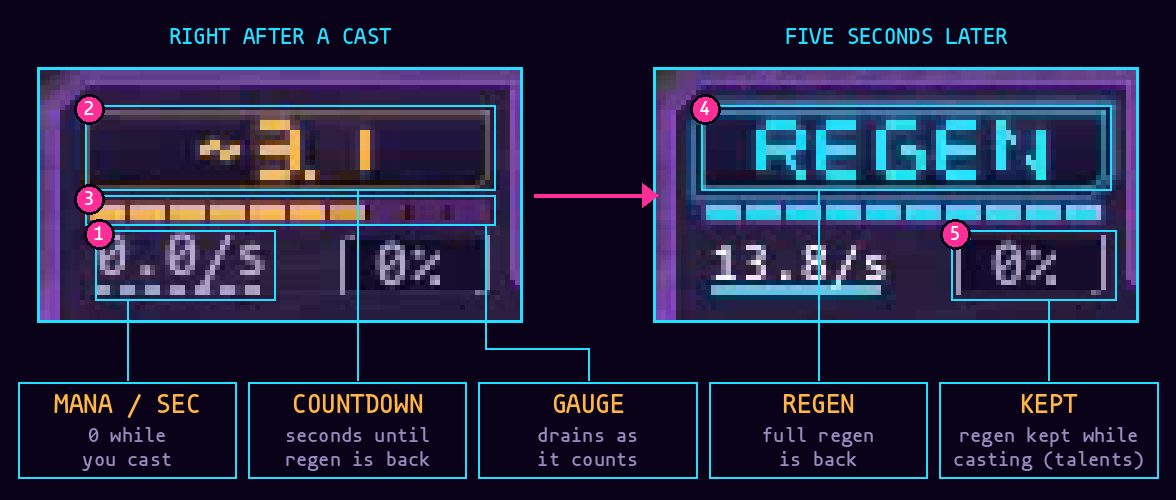 RIGHT AFTER A CAST
FIVE SECONDS LATER
2
~3.1
3
1
0.0/s
0%
4
REGEN
13.8/s
5
0%
MANA / SEC
0 while
you cast
COUNTDOWN
seconds until
regen is back
GAUGE
drains as
it counts
REGEN
full regen
is back
KEPT
regen kept while
casting (talents)